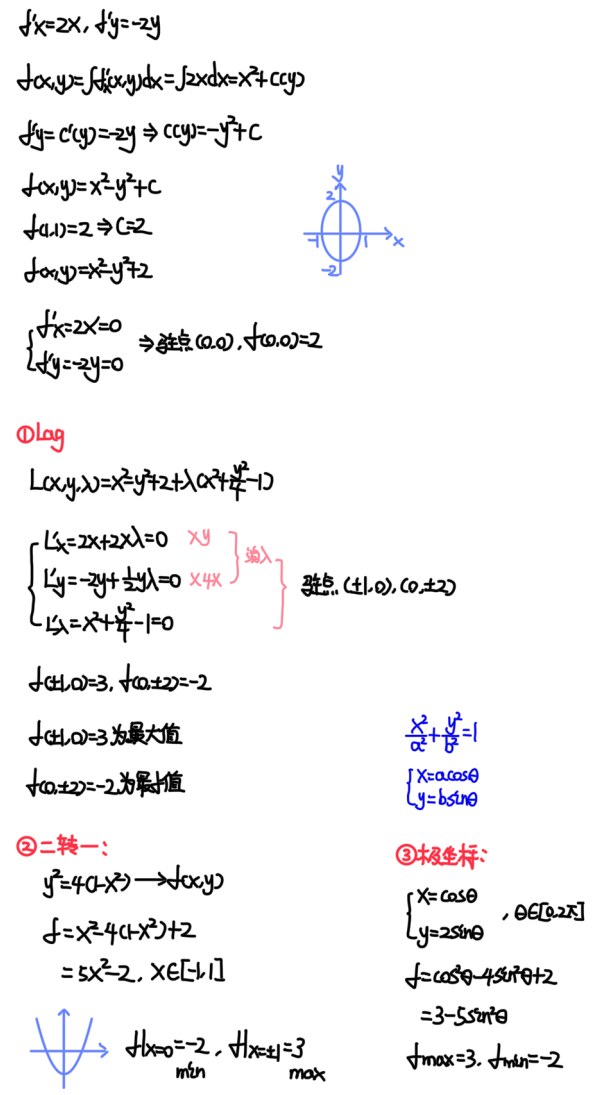 f'x=2x, f'y=-2y
f(x,y)=∫f'x(x,y)dx=∫2xdx=x²+c(y)
f'y=c'(y)=-2y⇒c(y)=-y²+C
f(x,y)=x²-y²+C
f(1,1)=2⇒C=2
f(x,y)=x²-y²+2
y
2
-1 1 x
-2
f'x=2x=0
f'y=-2y=0
⇒驻点(0,0), f(0,0)=2
①Lag
L(x,y,λ)=x²-y²+2+λ(x²+y²/4-1)
L'x=2x+2xλ=0 ×y
L'y=-2y+1/2yλ=0 ×4x
消λ
L'λ=x²+y²/4-1=0
驻点(±1,0),(0,±2)
f(±1,0)=3, f(0,±2)=-2
f(±1,0)=3为最大值
f(0,±2)=-2为最小值
x²/a²+y²/b²=1
x=acosθ
y=bsinθ
②二转一:
y²=4(1-x²)→f(x,y)
f=x²-4(1-x²)+2
=5x²-2, x∈[-1,1]
f|x=0=-2, f|x=±1=3
min max
③极坐标:
x=cosθ
y=2sinθ
, θ∈[0,2π]
f=cos²θ-4sin²θ+2
=3-5sin²θ
fmax=3, fmin=-2